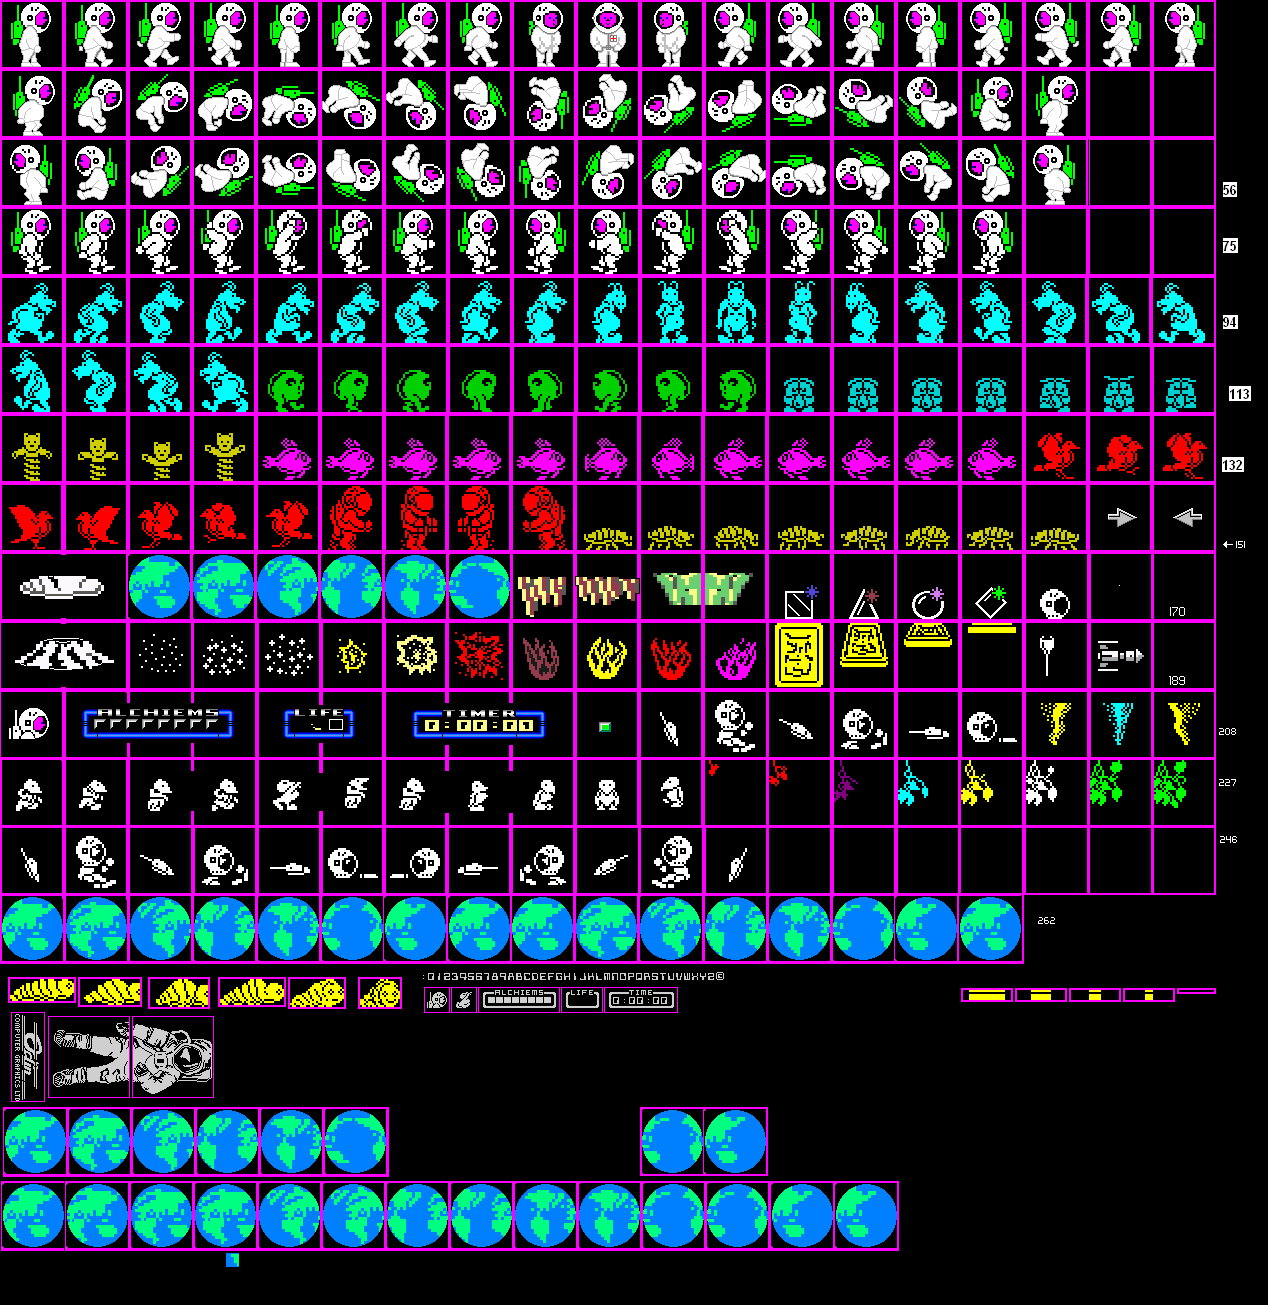 56
75
94
113
132
←151
170
189
ALCHIEMS
LIFE
TIMER
0:00:00
208
227
246
262
:0123456789ABCDEFGHIJKLMNOPQRSTUVWXYZ©
ALCHIEMS
LIFE
TIME
0:00:00
COMPUTER GRAPHICS LTD